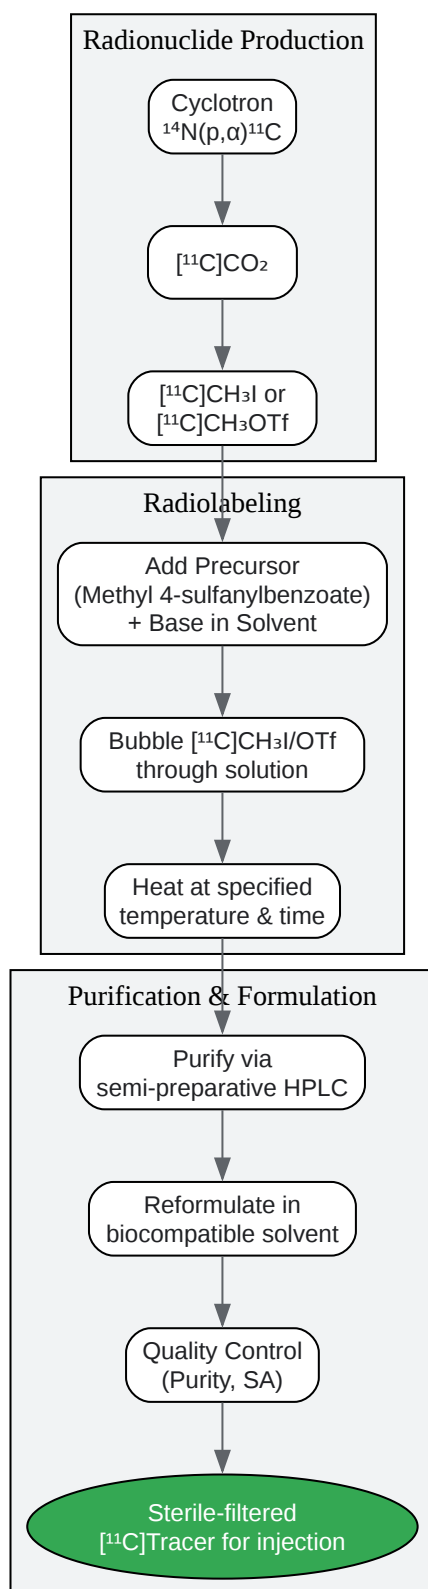 Radionuclide Production
Cyclotron
¹⁴N(p,α)¹¹C
[¹¹C]CO₂
[¹¹C]CH₃I or
[¹¹C]CH₃OTf
Radiolabeling
Add Precursor
(Methyl 4-sulfanylbenzoate)
+ Base in Solvent
Bubble [¹¹C]CH₃I/OTf
through solution
Heat at specified
temperature & time
Purification & Formulation
Purify via
semi-preparative HPLC
Reformulate in
biocompatible solvent
Quality Control
(Purity, SA)
Sterile-filtered
[¹¹C]Tracer for injection